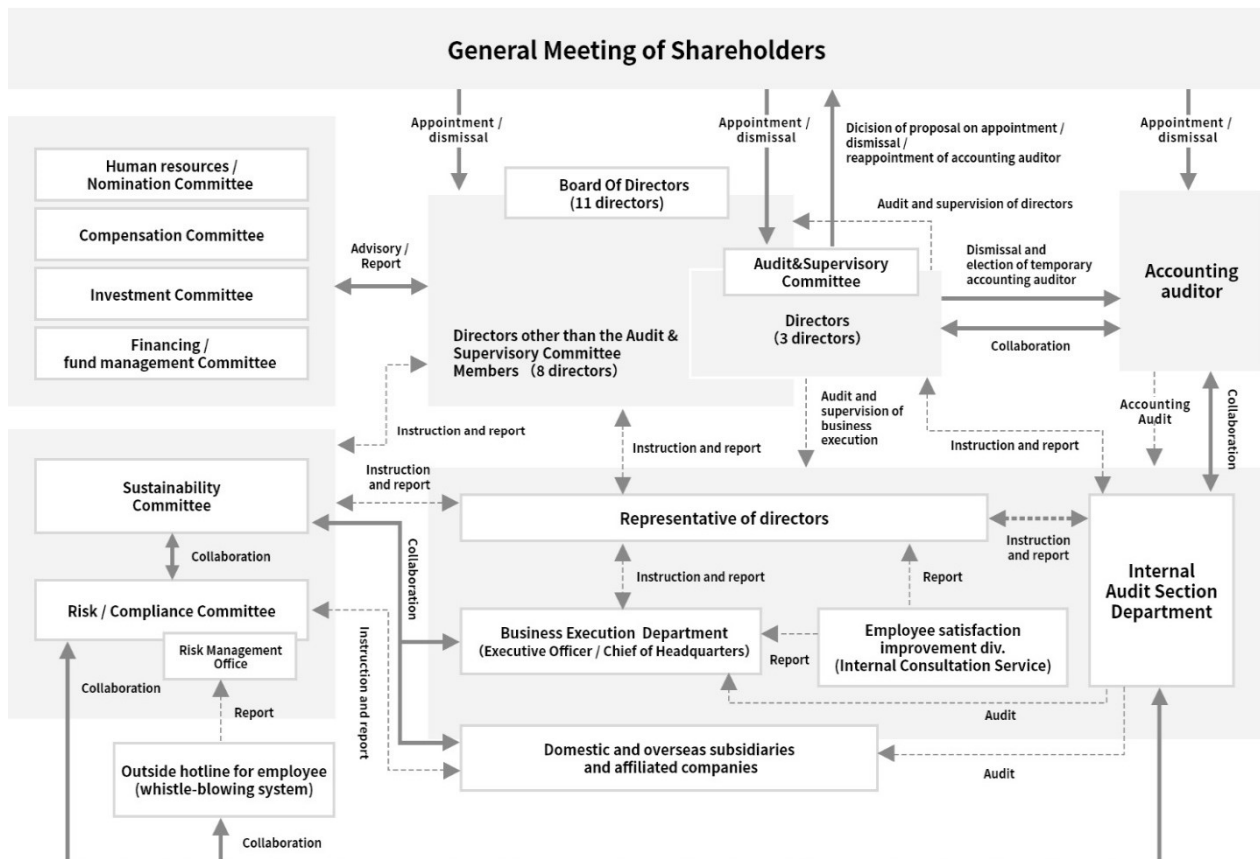 General Meeting of Shareholders
Appointment /
dismissal
Appointment /
dismissal
Dicision of proposal on appointment /
dismissal /
reappointment of accounting auditor
Appointment /
dismissal
Human resources /
Nomination Committee
Compensation Committee
Investment Committee
Financing /
fund management Committee
Advisory /
Report
Board Of Directors
(11 directors)
Directors other than the Audit &
Supervisory Committee
Members （8 directors）
Audit and supervision of directors
Audit&Supervisory
Committee
Directors
（3 directors）
Dismissal and
election of temporary
accounting auditor
Collaboration
Accounting
auditor
Instruction and report
Instruction and report
Audit and
supervision of
business
execution
Instruction and report
Accounting
Audit
Collaboration
Sustainability
Committee
Instruction
and report
Representative of directors
Instruction
and report
Internal
Audit Section
Department
Collaboration
Collaboration
Instruction and report
Report
Risk / Compliance Committee
Risk Management
Office
Business Execution Department
(Executive Officer / Chief of Headquarters)
Report
Employee satisfaction
improvement div.
(Internal Consultation Service)
Collaboration
Instruction and report
Report
Audit
Outside hotline for employee
(whistle-blowing system)
Domestic and overseas subsidiaries
and affiliated companies
Audit
Collaboration